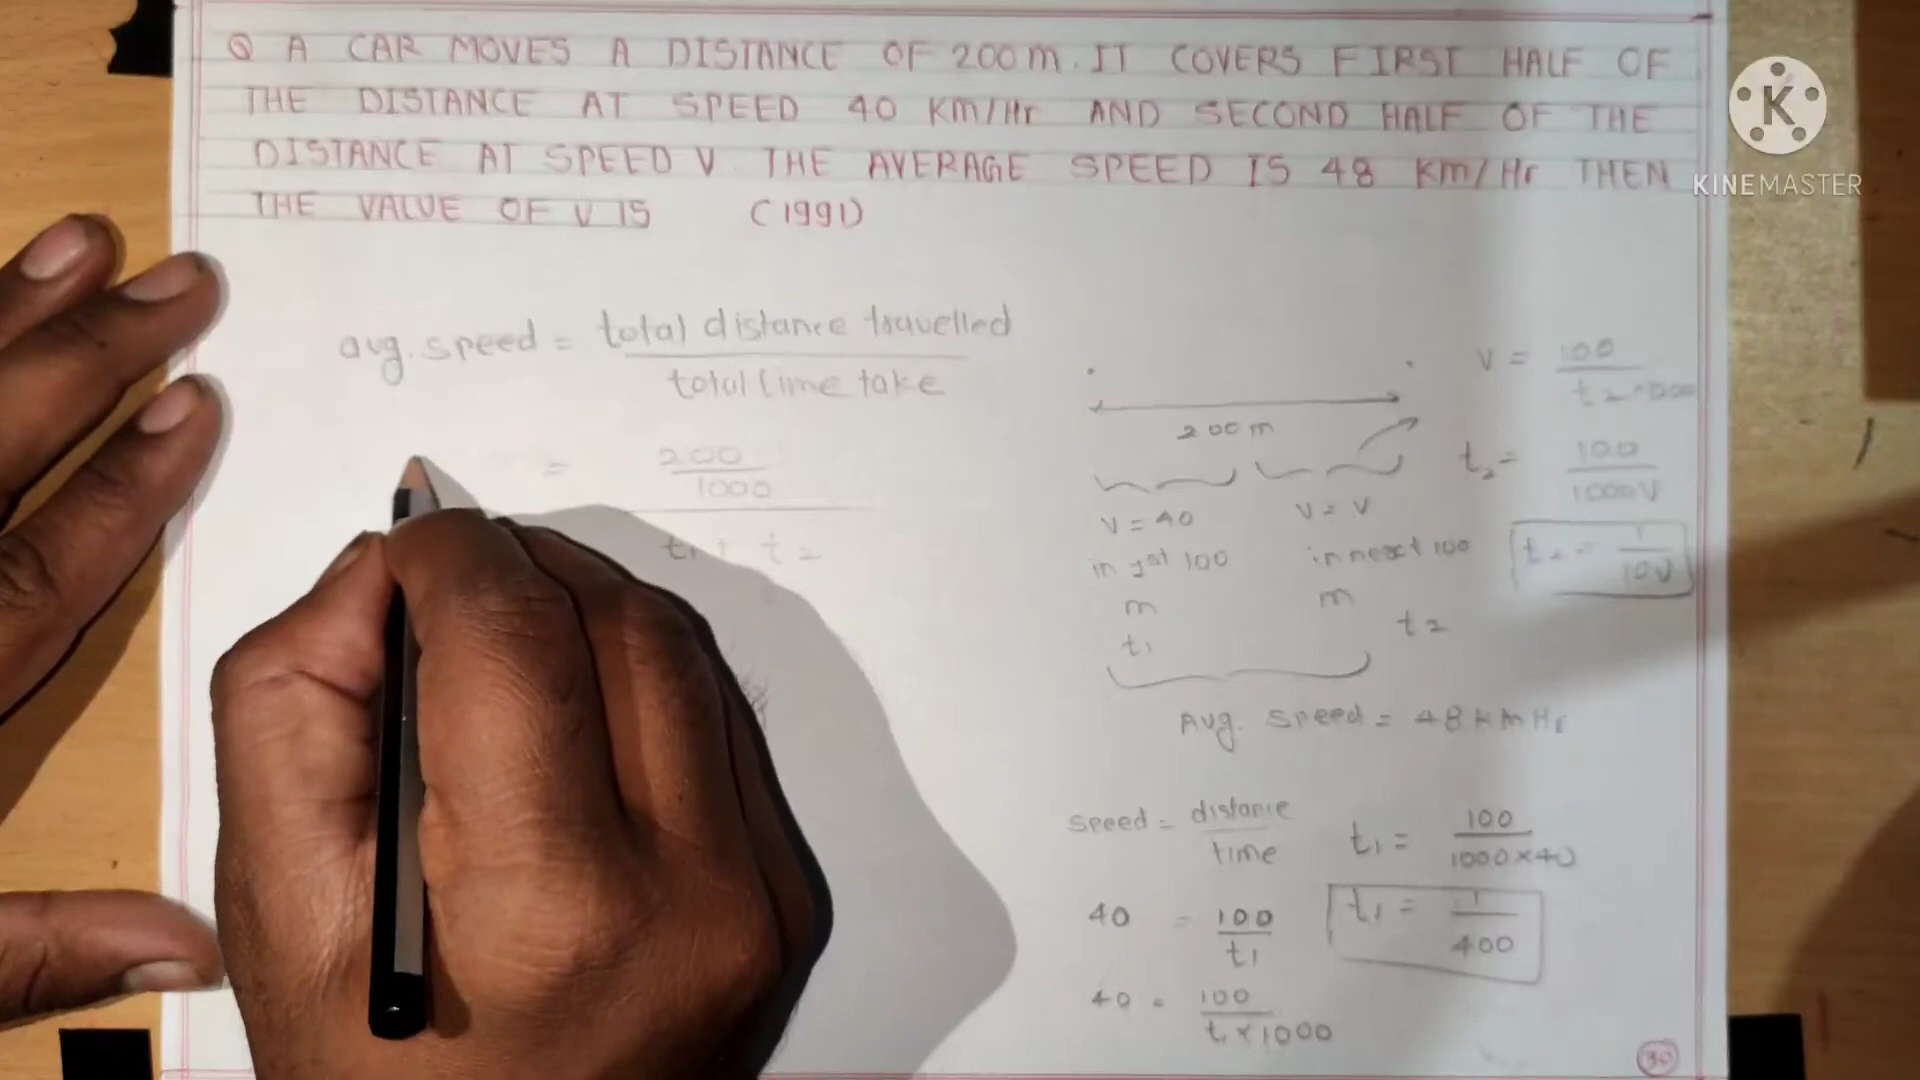 Q A CAR MOVES A DISTANCE OF 200 m. IT COVERS FIRST HALF OF
THE DISTANCE AT SPEED 40 KM/Hr AND SECOND HALF OF THE
DISTANCE AT SPEED V THE AVERAGE SPEED IS 48 KM/Hr THEN
THE VALUE OF V IS (1991)
K
KINEMASTER
avg. speed = total distance travelled
total time take
= 200
1000
t1 + t2
200 m
V = 40
in 1st 100
m
t1
V = V
in next 100
m
t2
Avg. speed = 48 km Hr
V = 100
t2 × 1000
t2 = 100
1000V
t2 = 1
10V
speed = distance
time
40 = 100
t1
40 = 100
t1 × 1000
t1 = 100
1000 × 40
t1 = 1
400
30